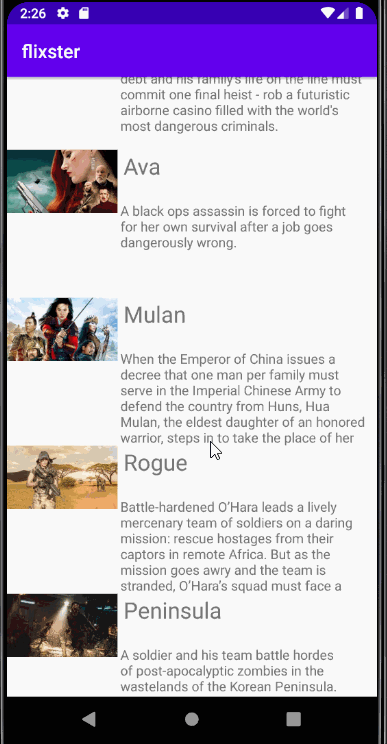 2:26
flixster
debt and his family's life on the line must
commit one final heist - rob a futuristic
airborne casino filled with the world's
most dangerous criminals.
Ava
A black ops assassin is forced to fight
for her own survival after a job goes
dangerously wrong.
Mulan
When the Emperor of China issues a
decree that one man per family must
serve in the Imperial Chinese Army to
defend the country from Huns, Hua
Mulan, the eldest daughter of an honored
warrior, steps in to take the place of her
Rogue
Battle-hardened O’Hara leads a lively
mercenary team of soldiers on a daring
mission: rescue hostages from their
captors in remote Africa. But as the
mission goes awry and the team is
stranded, O’Hara’s squad must face a
Peninsula
A soldier and his team battle hordes
of post-apocalyptic zombies in the
wastelands of the Korean Peninsula.